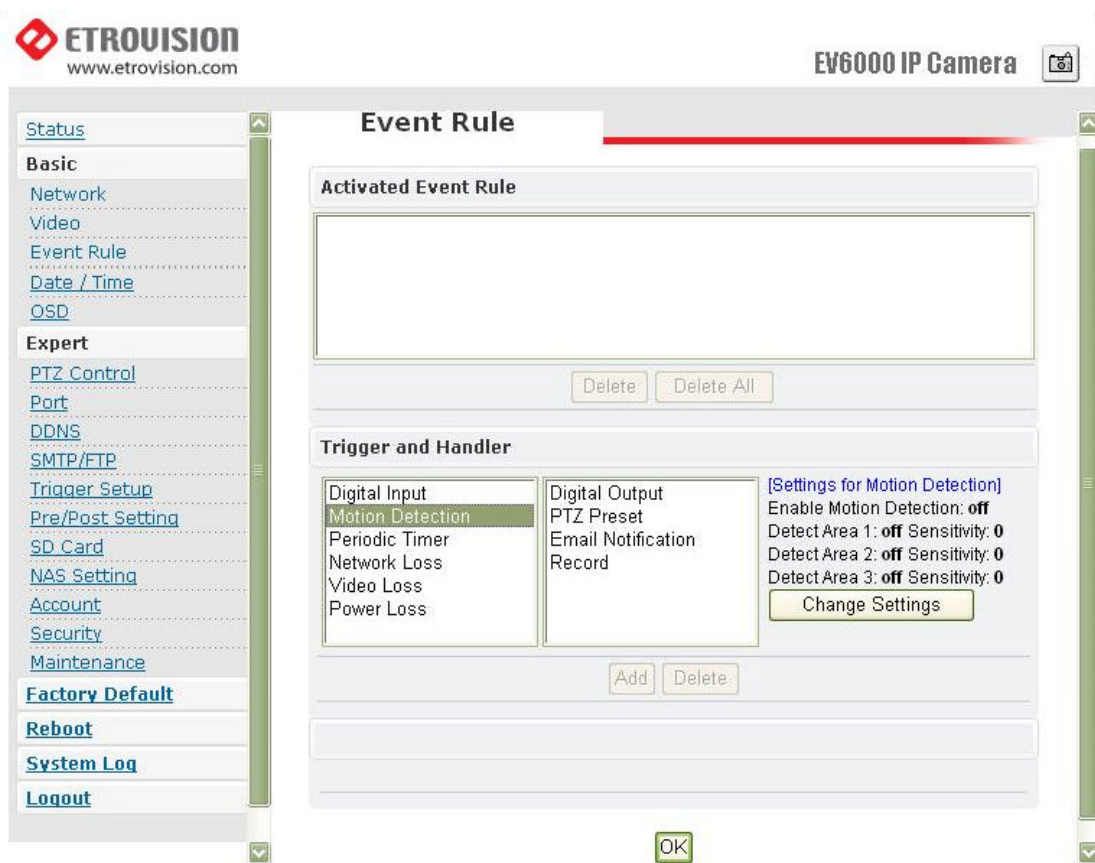 ETROVISION
www.etrovision.com
EV6000 IP Camera
Status
Basic
Network
Video
Event Rule
Date / Time
OSD
Expert
PTZ Control
Port
DDNS
SMTP/FTP
Trigger Setup
Pre/Post Setting
SD Card
NAS Setting
Account
Security
Maintenance
Factory Default
Reboot
System Log
Logout
Event Rule
Activated Event Rule
Delete
Delete All
Trigger and Handler
Digital Input
Motion Detection
Periodic Timer
Network Loss
Video Loss
Power Loss
Digital Output
PTZ Preset
Email Notification
Record
[Settings for Motion Detection]
Enable Motion Detection: off
Detect Area 1: off Sensitivity: 0
Detect Area 2: off Sensitivity: 0
Detect Area 3: off Sensitivity: 0
Change Settings
Add
Delete
OK